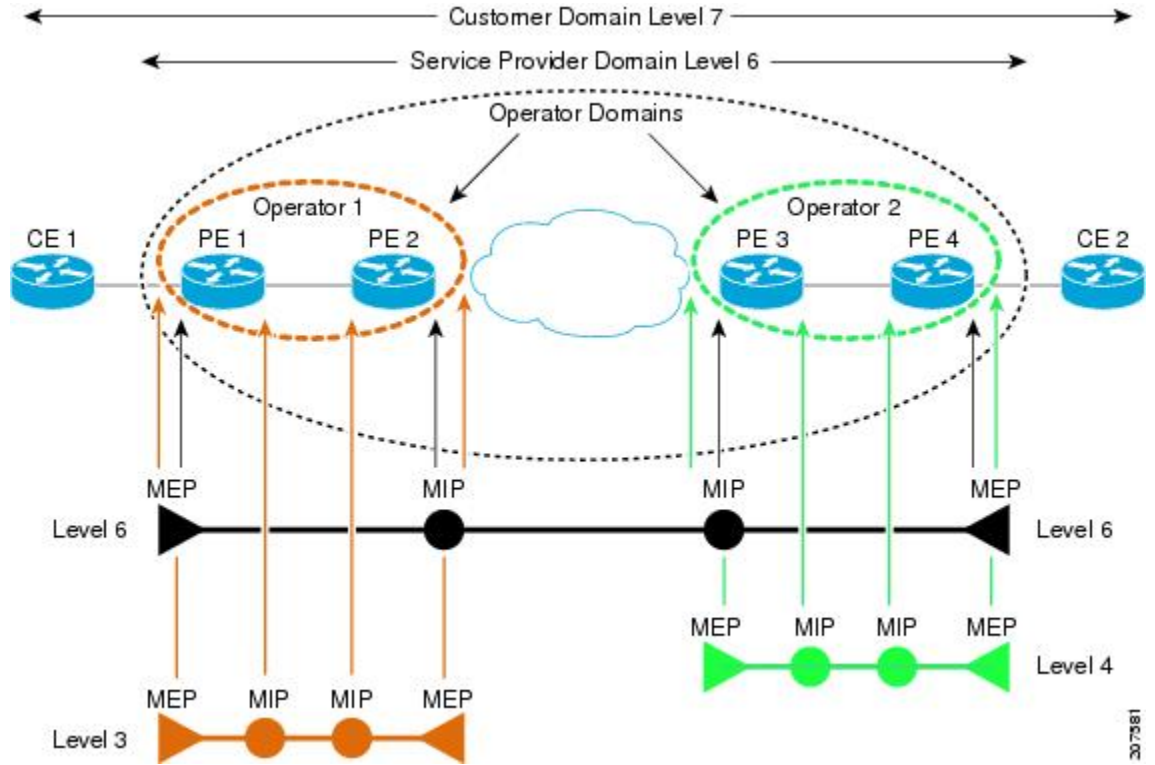 Customer Domain Level 7
Service Provider Domain Level 6
Operator Domains
Operator 1
Operator 2
CE 1
PE 1
PE 2
PE 3
PE 4
CE 2
MEP
MIP
MIP
MEP
Level 6
Level 6
MEP
MIP
MIP
MEP
Level 4
MEP
MIP
MIP
MEP
Level 3
207581